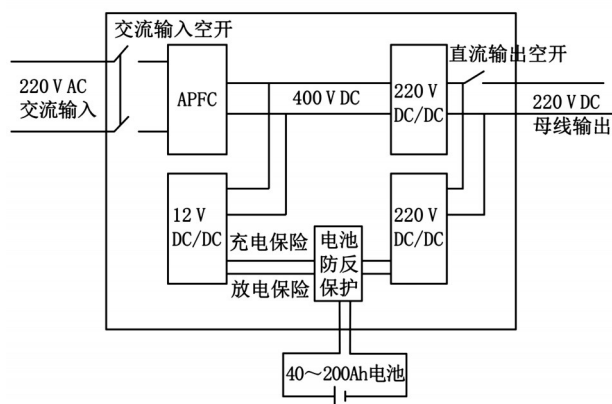 交流输入空开
直流输出空开
220 V AC
交流输入
APFC
400 V DC
220 V
DC/DC
220 V DC
母线输出
12 V
DC/DC
充电保险
放电保险
电池
防反
保护
220 V
DC/DC
40～200Ah电池